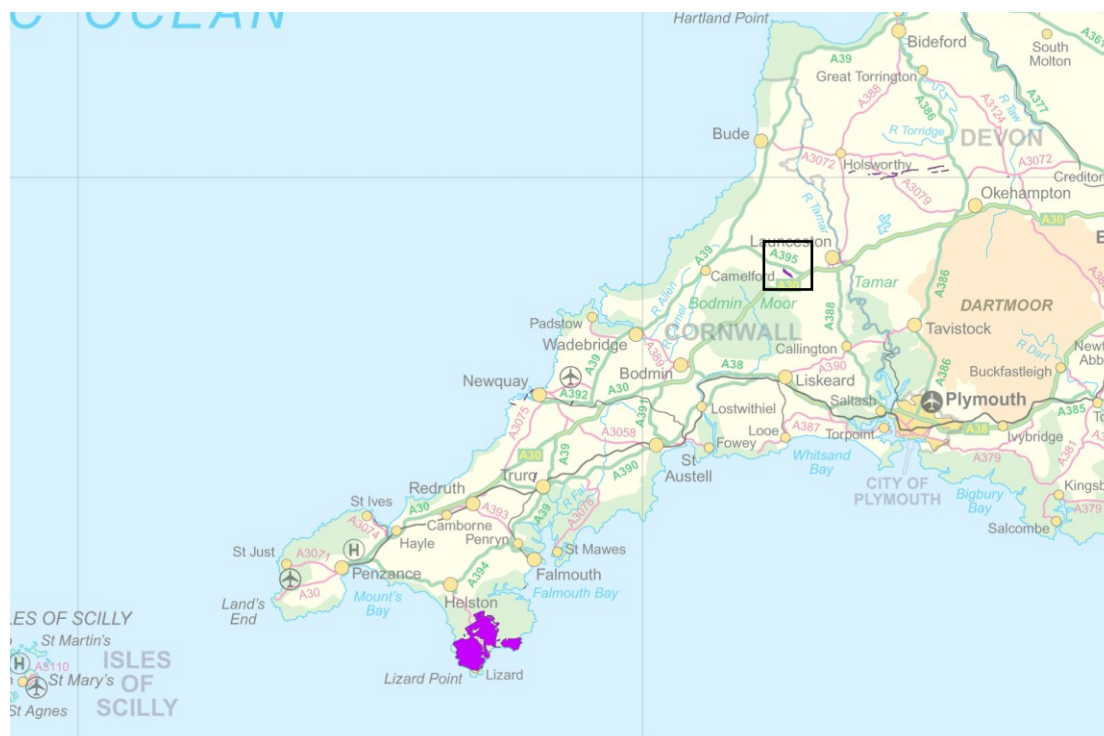 C OCEAN
Hartland Point
Bideford
A39
A361
South
Molton
Great Torrington
A388
A386
A3124
R Taw
A377
R Torridge
DEVON
Bude
A3072
Holsworthy
A3079
A3072
Crediton
Okehampton
R Tamar
A30
Launceston
A395
A39
Camelford
A30
R Allen
R Camel
Bodmin Moor
Tamar
A386
A388
DARTMOOR
Padstow
Wadebridge
CORNWALL
Tavistock
A389
A39
Callington
R Dart
Bodmin
A38
A390
Buckfastleigh
Newquay
A30
A392
Liskeard
A386
A391
Lostwithiel
Saltash
Plymouth
A385
A3075
A3058
Looe
A387
Torpoint
A38
Ivybridge
Fowey
A379
A381
A30
A39
A390
St
Austell
Whitsand
Bay
Truro
CITY OF
PLYMOUTH
Bigbury
Bay
Redruth
R Fal
A3078
St Ives
A30
A393
A379
Salcombe
A3074
Camborne
A39
Hayle
Penryn
St Mawes
St Just
A3071
H
Penzance
A394
Falmouth
A30
Mount's
Bay
Falmouth Bay
Land's
End
Helston
LES OF SCILLY
St Martin's
H
A3110
ISLES
OF
SCILLY
St Mary's
St Agnes
Lizard Point
Lizard